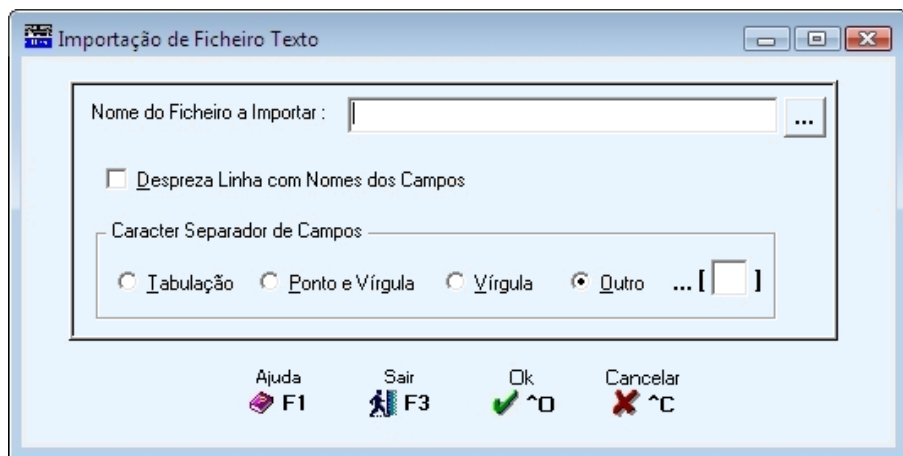 Importação de Ficheiro Texto
Nome do Ficheiro a Importar :
...
Despreza Linha com Nomes dos Campos
Caracter Separador de Campos
Tabulação Ponto e Vírgula Vírgula Outro ... [ ]
Ajuda Sair Ok Cancelar
F1 F3 ^O ^C